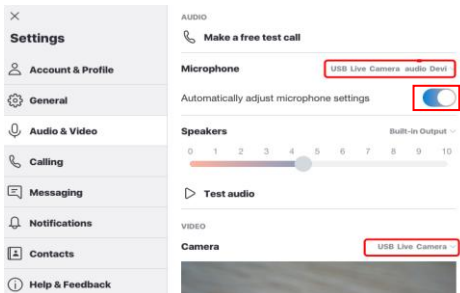 Settings
Account & Profile
General
Audio & Video
Calling
Messaging
Notifications
Contacts
Help & Feedback
AUDIO
Make a free test call
Microphone USB Live Camera audio Devi
Automatically adjust microphone settings
Speakers Built-in Output
0 1 2 3 4 5 6 7 8 9 10
Test audio
VIDEO
Camera USB Live Camera